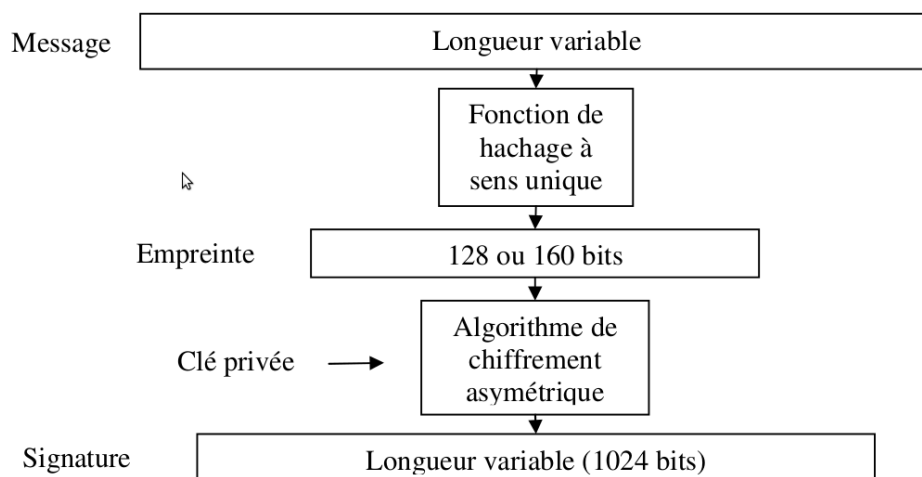 Message
Longueur variable
Fonction de
hachage à
sens unique
Empreinte
128 ou 160 bits
Clé privée
Algorithme de
chiffrement
asymétrique
Signature
Longueur variable (1024 bits)